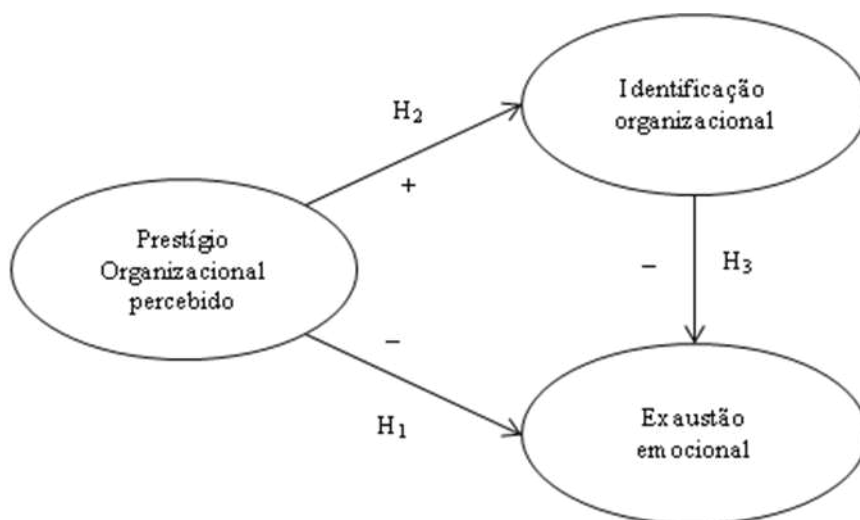 Identificação
organizacional
H2
+
Prestígio
Organizacional
percebido
–
H3
–
H1
Exaustão
emocional